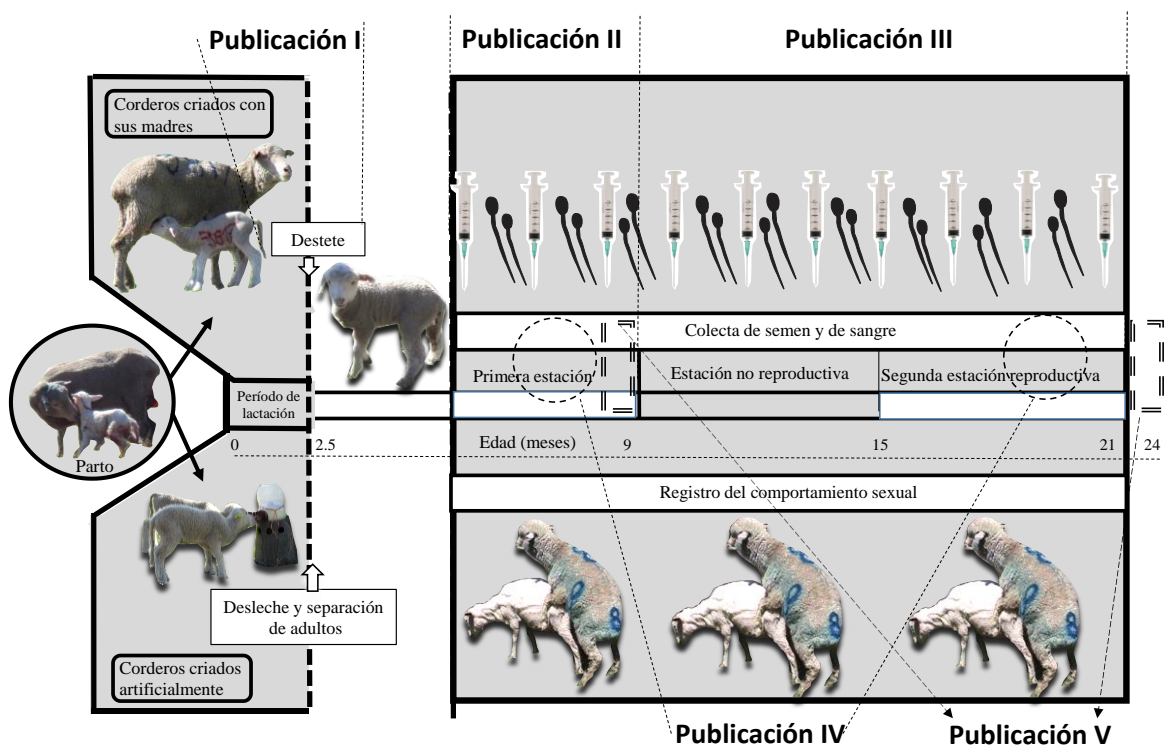 Publicación I
Publicación II
Publicación III
Corderos criados con
sus madres
Destete
Colecta de semen y de sangre
Primera estación
Estación no reproductiva
Segunda estación reproductiva
Período de
lactación
Parto
0
2.5
Edad (meses)
9
15
21
24
Registro del comportamiento sexual
Desleche y separación
de adultos
Corderos criados
artificialmente
Publicación IV
Publicación V